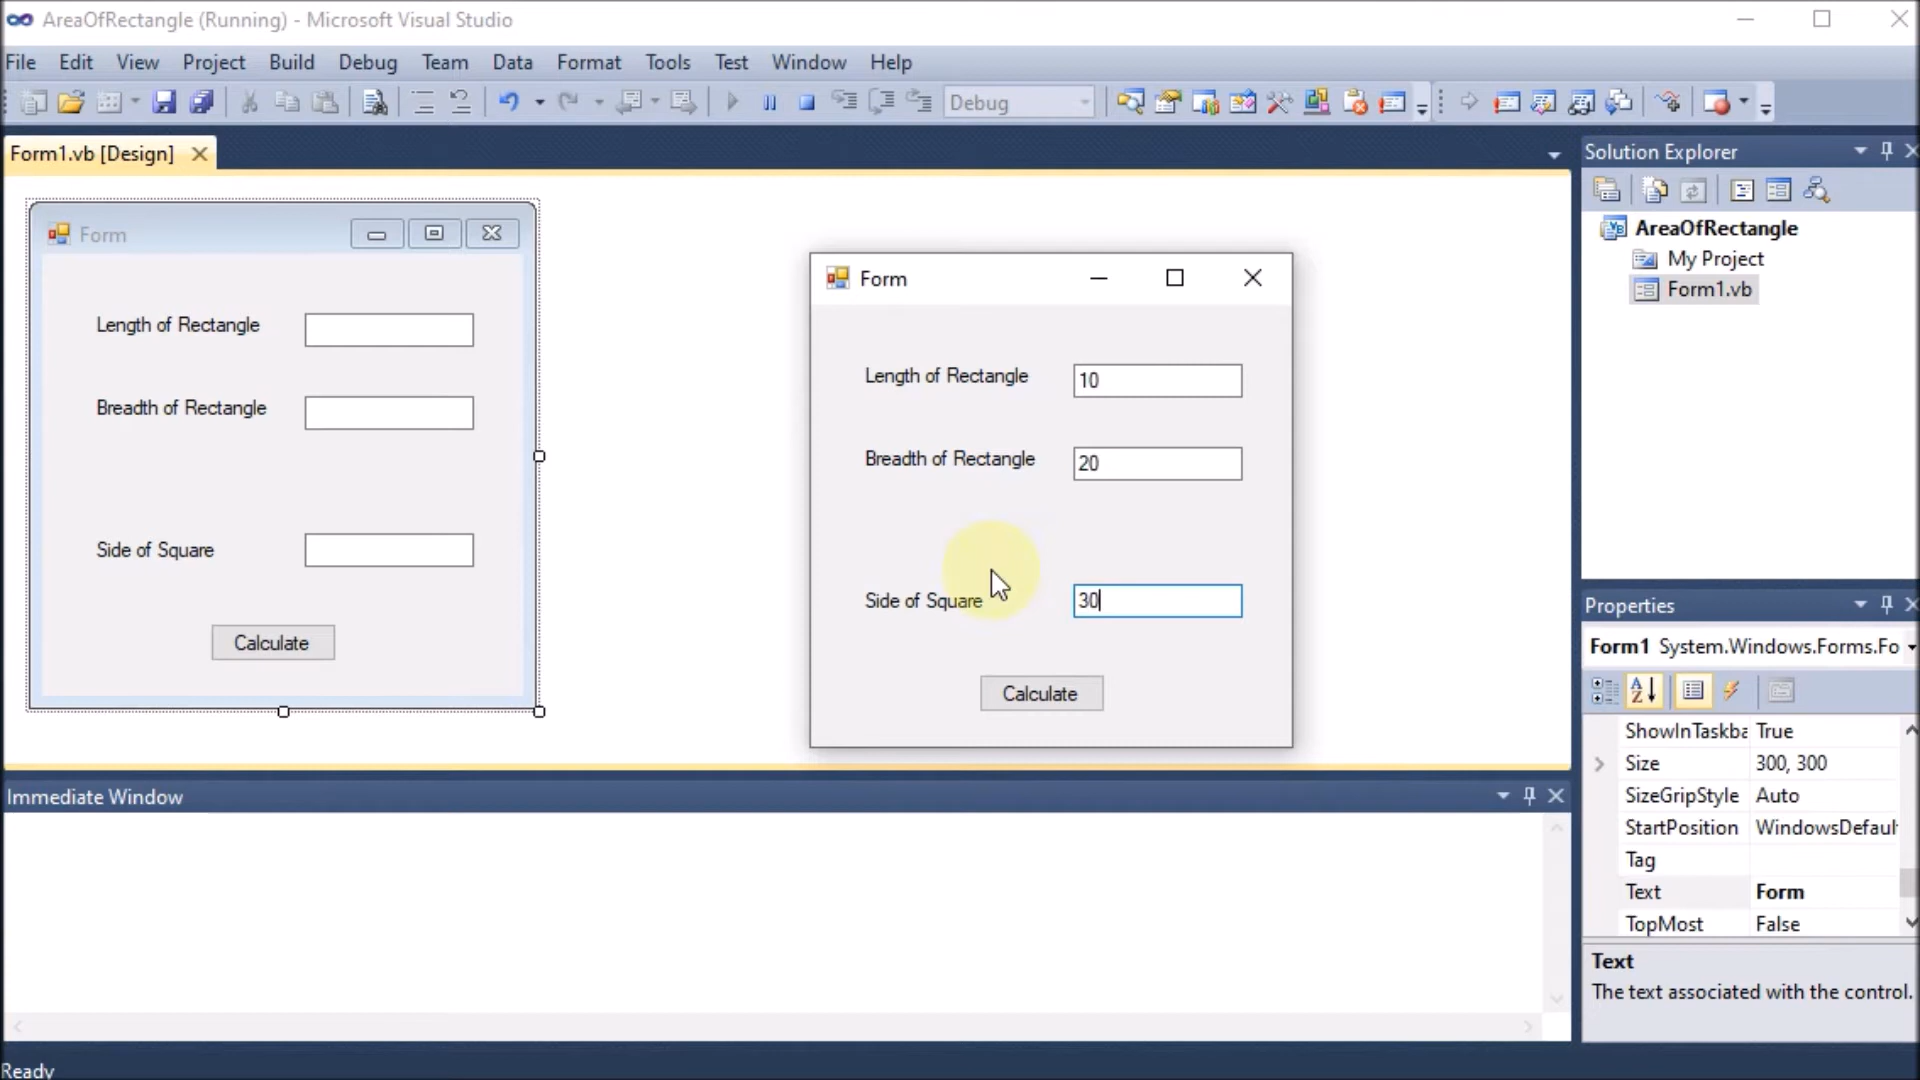 AreaOfRectangle (Running) - Microsoft Visual Studio
File Edit View Project Build Debug Team Data Format Tools Test Window Help
Debug
Form1.vb [Design]
Form
Length of Rectangle
Breadth of Rectangle
Side of Square
Calculate
Form
Length of Rectangle 10
Breadth of Rectangle 20
Side of Square 30
Calculate
Immediate Window
Solution Explorer
AreaOfRectangle
My Project
Form1.vb
Properties
Form1 System.Windows.Forms.Fo
ShowInTaskba True
Size 300, 300
SizeGripStyle Auto
StartPosition WindowsDefaul
Tag
Text Form
TopMost False
Text
The text associated with the control.
Ready